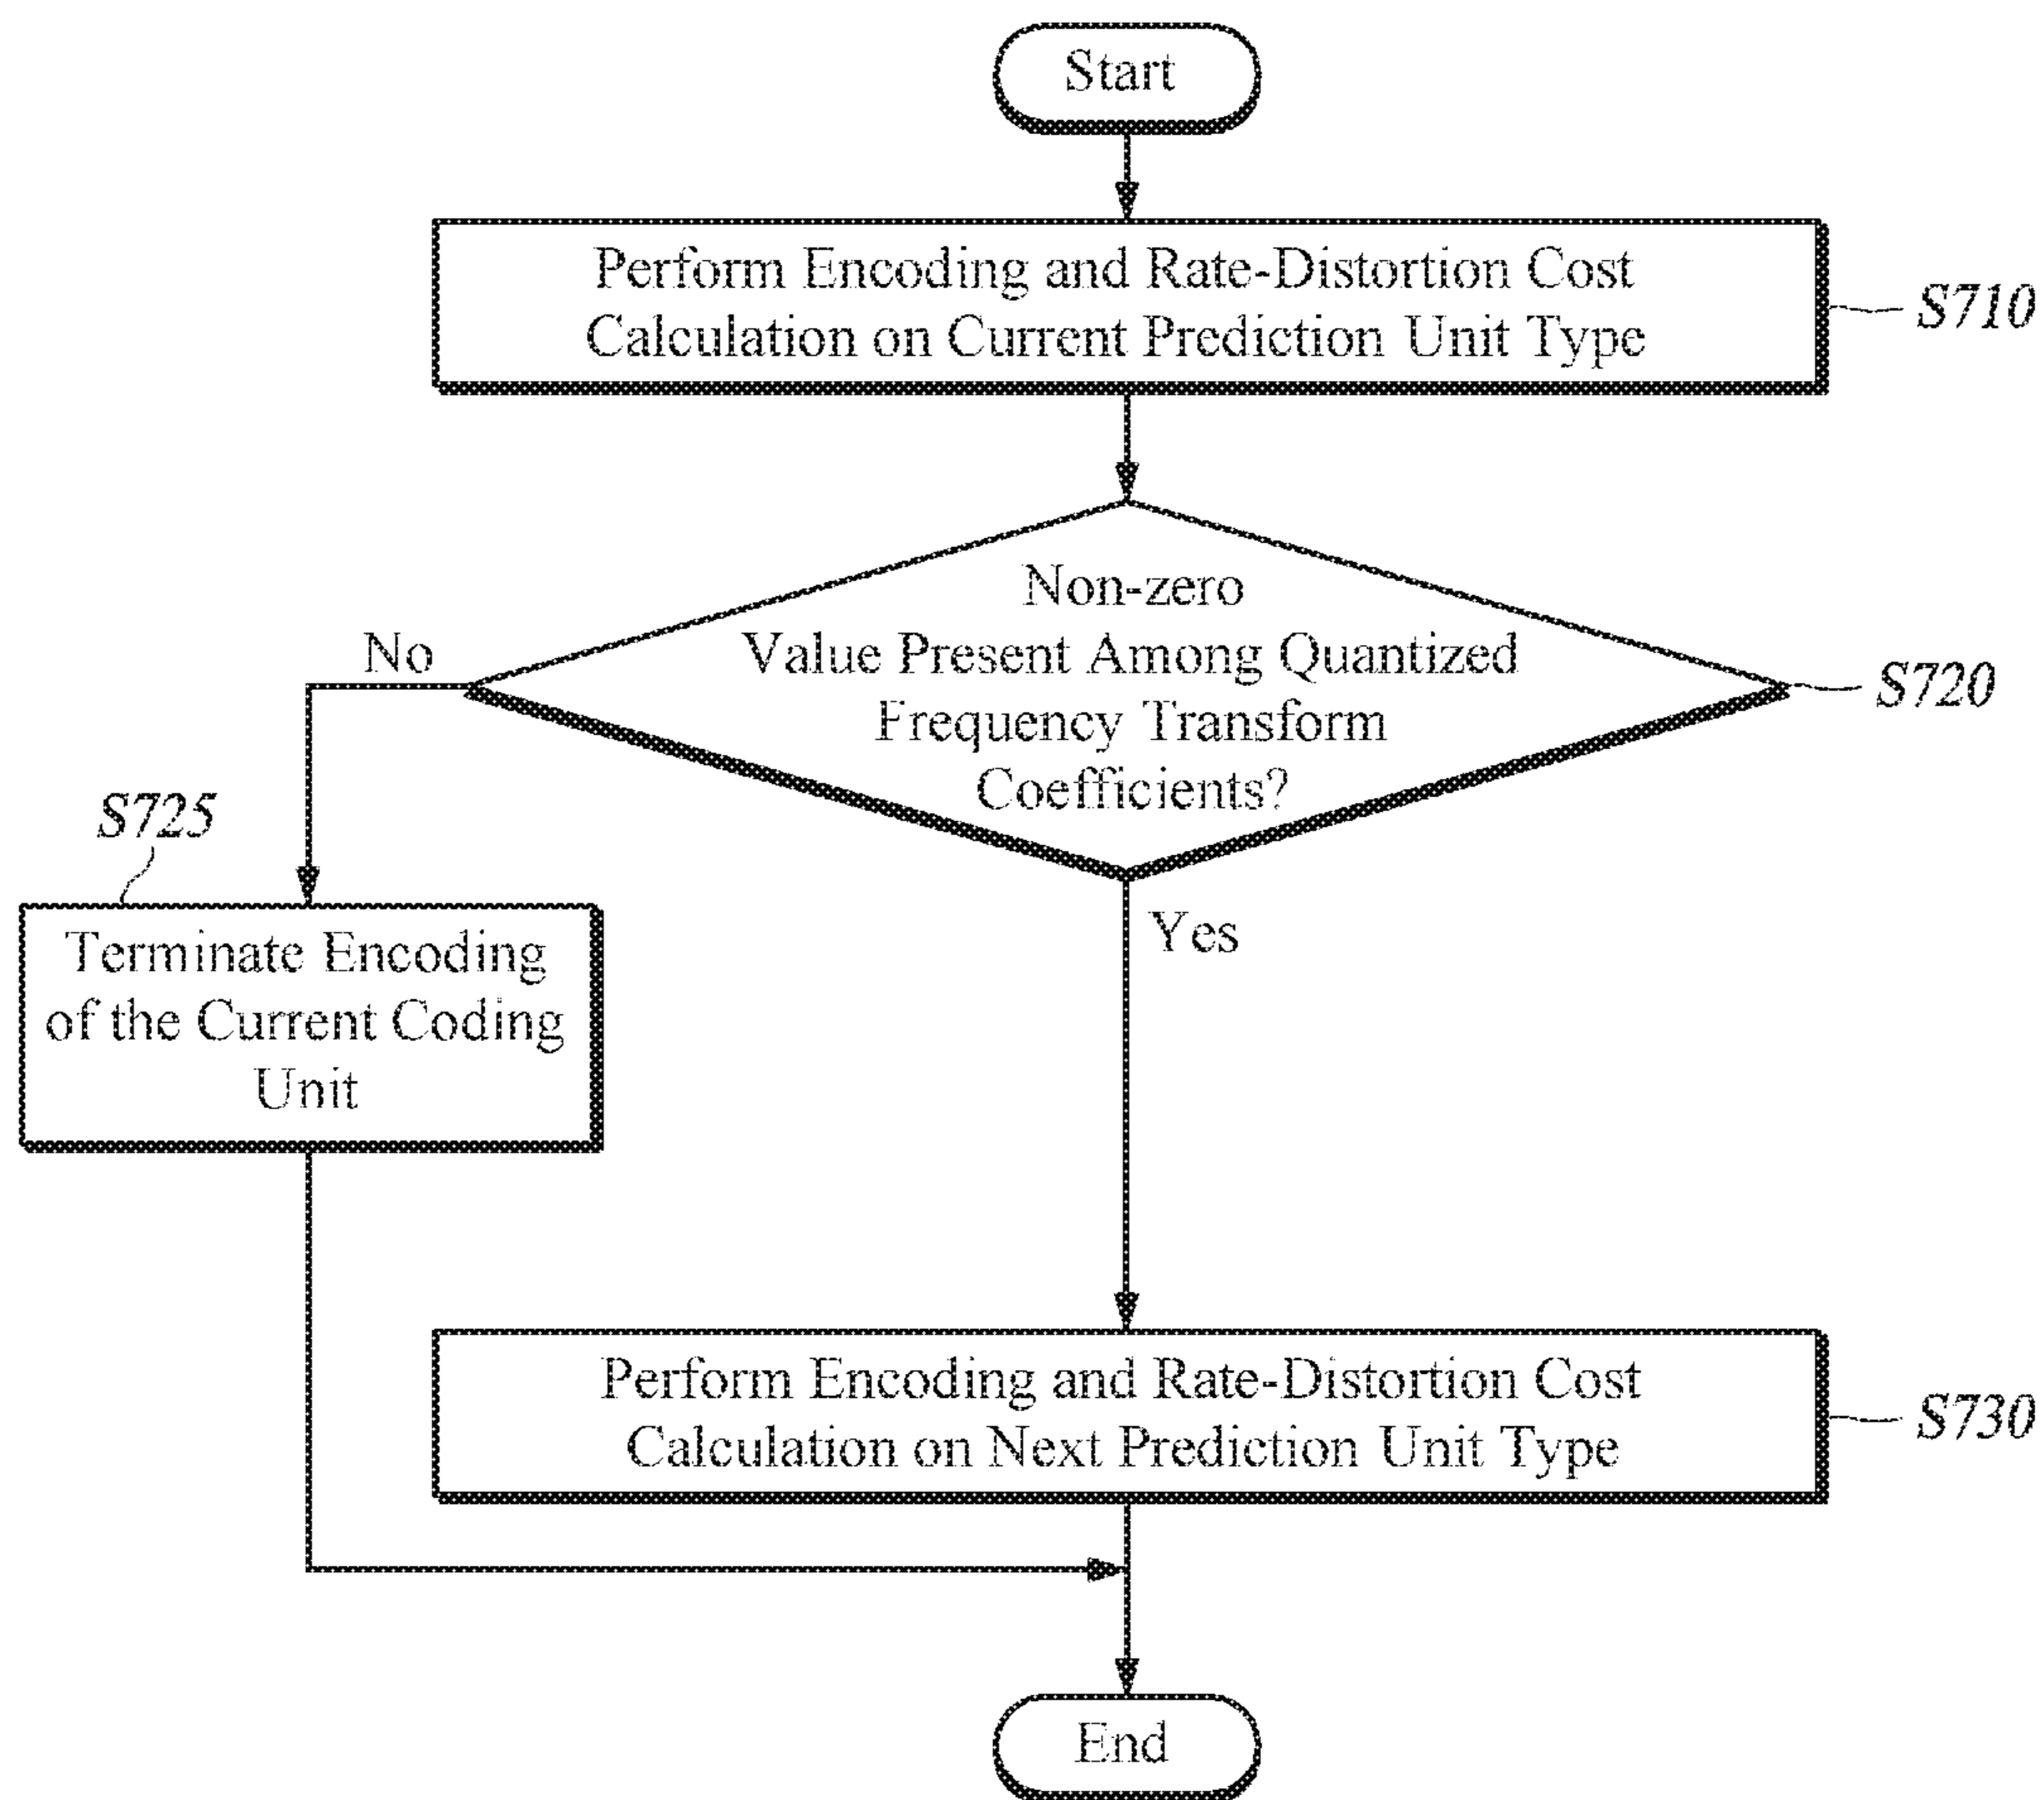 Start
Perform Encoding and Rate-Distortion Cost
Calculation on Current Prediction Unit Type
S710
Non-zero
Value Present Among Quantized
Frequency Transform
Coefficients?
S720
No
S725
Terminate Encoding
of the Current Coding
Unit
Yes
Perform Encoding and Rate-Distortion Cost
Calculation on Next Prediction Unit Type
S730
End